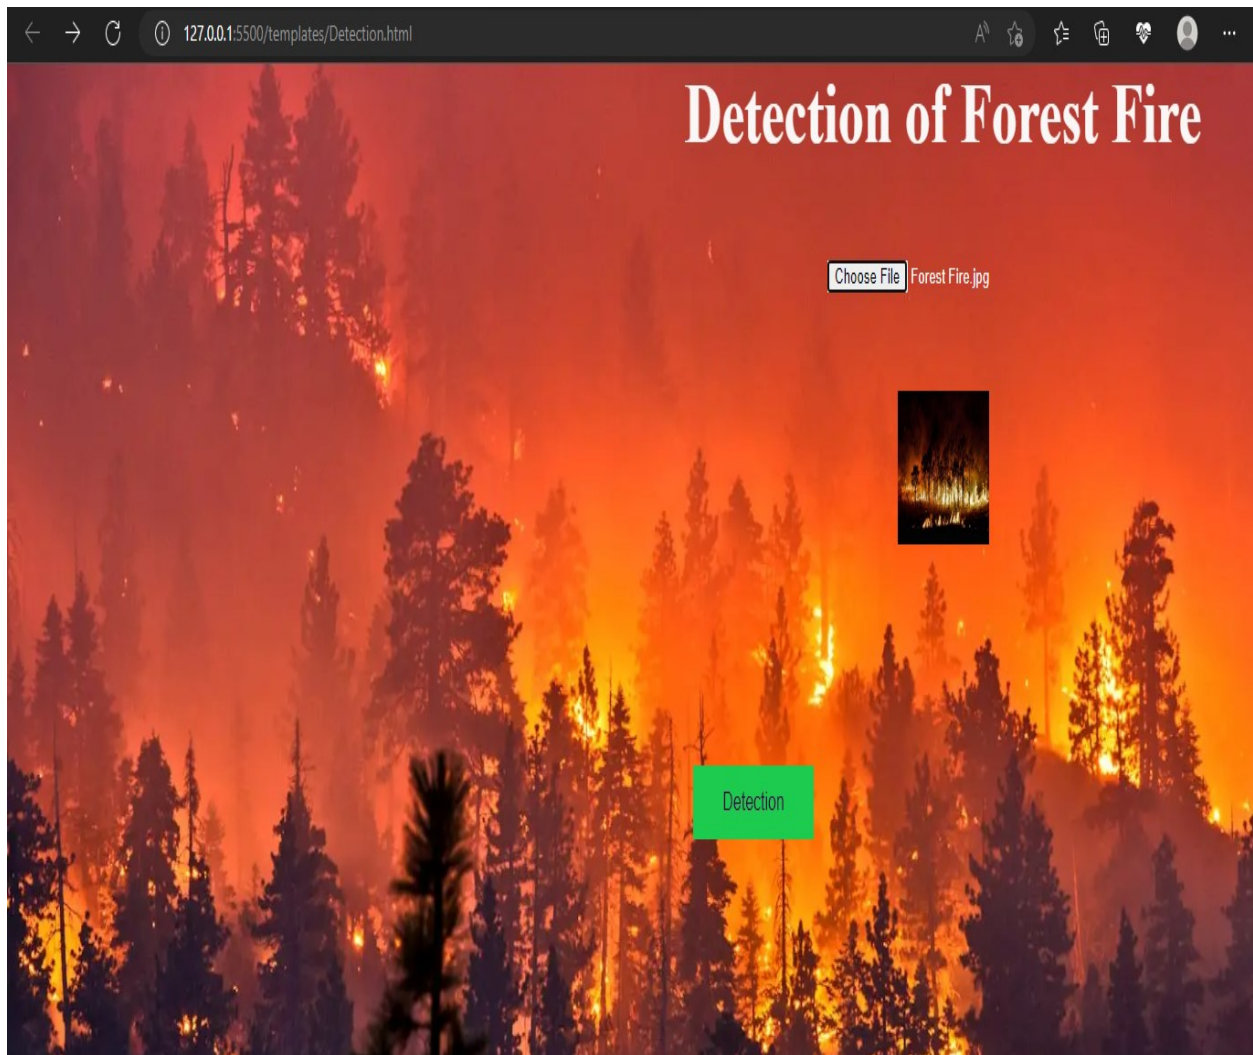 127.0.0.1:5500/templates/Detection.html
Detection of Forest Fire
Choose File Forest Fire.jpg
Detection